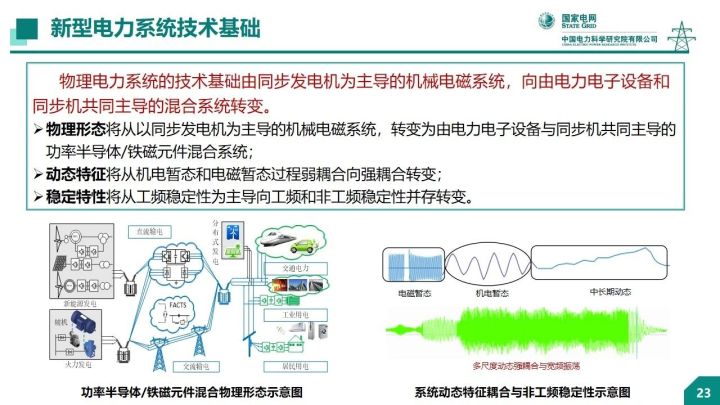 新型电力系统技术基础
国家电网
STATE GRID
中国电力科学研究院有限公司
CHINA ELECTRIC POWER RESEARCH INSTITUTE
物理电力系统的技术基础由同步发电机为主导的机械电磁系统，向由电力电子设备和
同步机共同主导的混合系统转变。
➢物理形态将从以同步发电机为主导的机械电磁系统，转变为由电力电子设备与同步机共同主导的
功率半导体/铁磁元件混合系统；
➢动态特征将从机电暂态和电磁暂态过程弱耦合向强耦合转变；
➢稳定特性将从工频稳定性为主导向工频和非工频稳定性并存转变。
直流输电
分布式发电
交通电力
新能源发电
FACTS
工业用电
火力发电
交流输电
居民用电
电磁暂态
机电暂态
中长期动态
多尺度动态强耦合与宽频振荡
功率半导体/铁磁元件混合物理形态示意图
系统动态特征耦合与非工频稳定性示意图
23